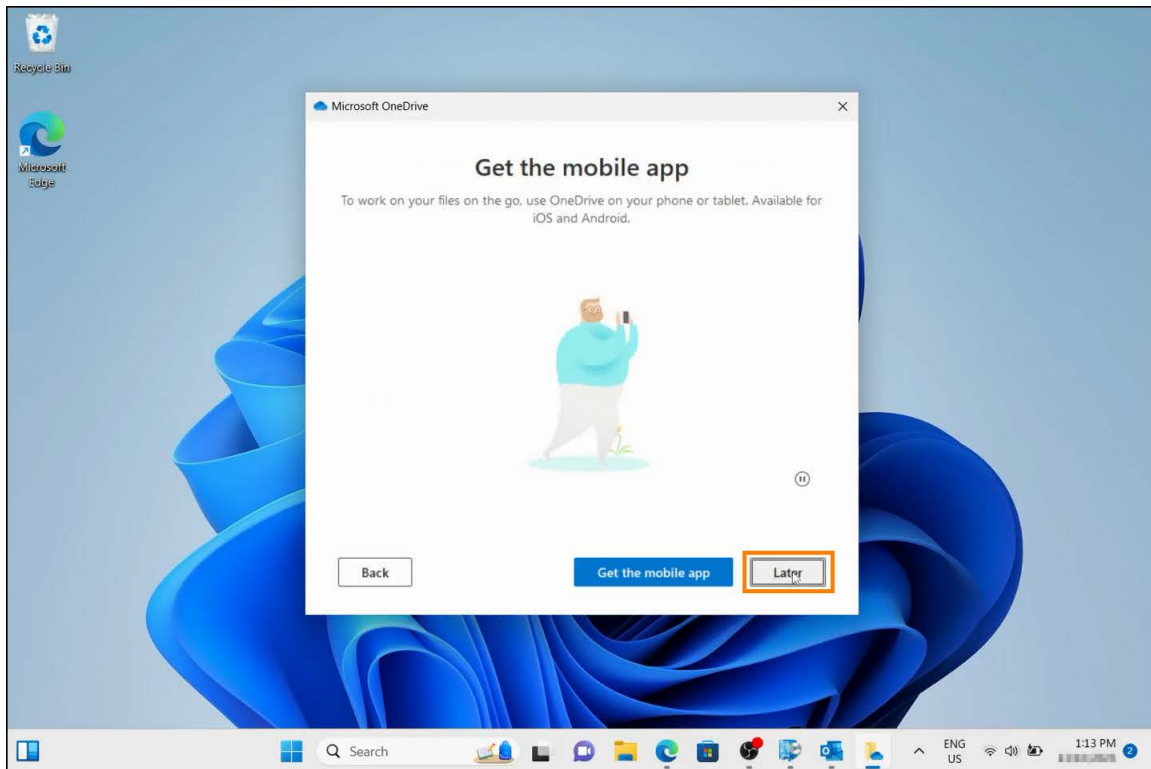 Recycle Bin
Microsoft
Edge
Microsoft OneDrive
Get the mobile app
To work on your files on the go, use OneDrive on your phone or tablet. Available for
iOS and Android.
Back
Get the mobile app
Later
Search
ENG
US
1:13 PM
2